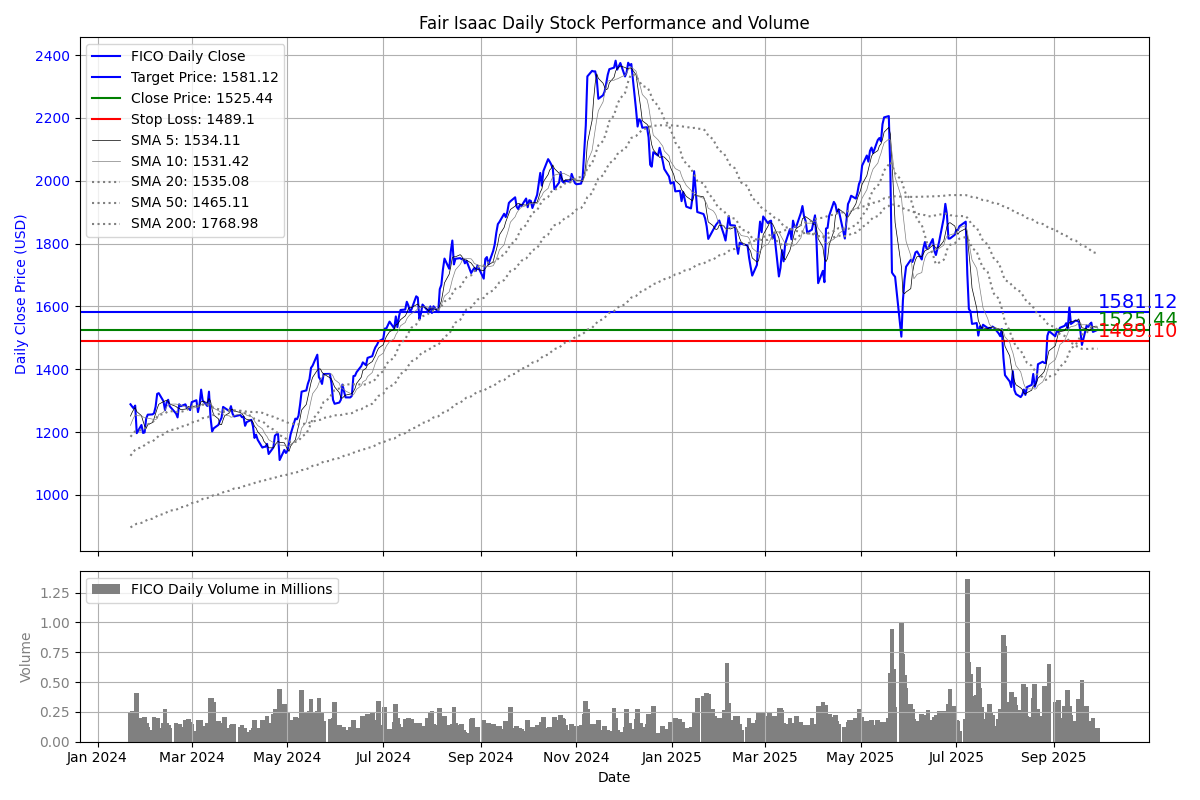 Fair Isaac Daily Stock Performance and Volume
2400
2200
2000
1800
1600
1400
1200
1000
Daily Close Price (USD)
FICO Daily Close
Target Price: 1581.12
Close Price: 1525.44
Stop Loss: 1489.1
SMA 5: 1534.11
SMA 10: 1531.42
SMA 20: 1535.08
SMA 50: 1465.11
SMA 200: 1768.98
1581.12
1525.44
1489.10
FICO Daily Volume in Millions
1.25
1.00
0.75
0.50
0.25
0.00
Volume
Jan 2024 Mar 2024 May 2024 Jul 2024 Sep 2024 Nov 2024 Jan 2025 Mar 2025 May 2025 Jul 2025 Sep 2025
Date